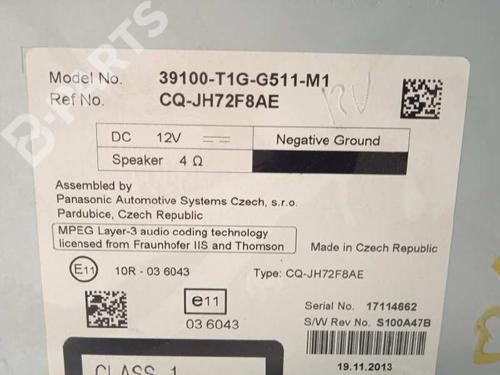 B-PARTS
Model No. 39100-T1G-G511-M1
Ref No. CQ-JH72F8AE
12V
DC 12V Negative Ground
Speaker 4 Ω
Assembled by
Panasonic Automotive Systems Czech, s.r.o.
Pardubice, Czech Republic
MPEG Layer-3 audio coding technology
licensed from Fraunhofer IIS and Thomson
Made in Czech Republic
E11 10R - 03 6043 Type: CQ-JH72F8AE
e11
03 6043
Serial No. 17114662
S/W Rev No. S100A47B
19.11.2013
CLASS 1